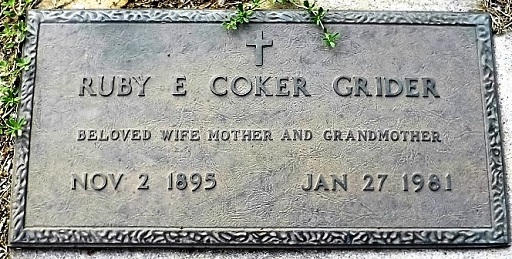 RUBY E COKER GRIDER
BELOVED WIFE MOTHER AND GRANDMOTHER
NOV 2 1895 JAN 27 1981